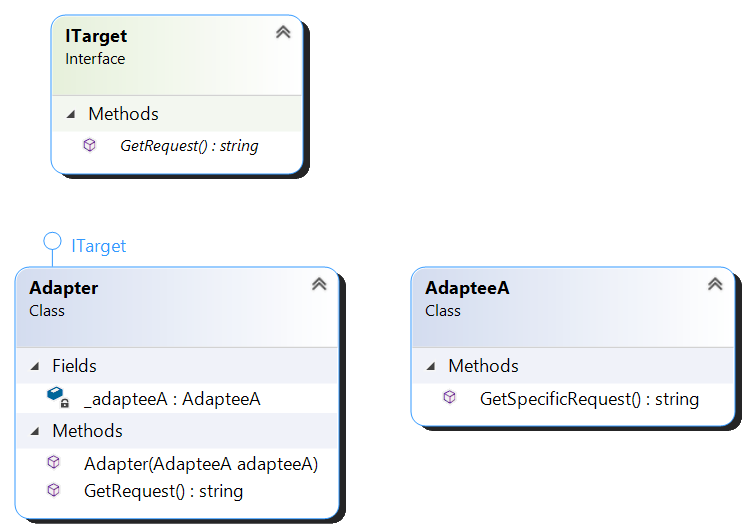 ITarget
Interface
Methods
GetRequest() : string
ITarget
Adapter
Class
Fields
_adapteeA : AdapteeA
Methods
Adapter(AdapteeA adapteeA)
GetRequest() : string
AdapteeA
Class
Methods
GetSpecificRequest() : string